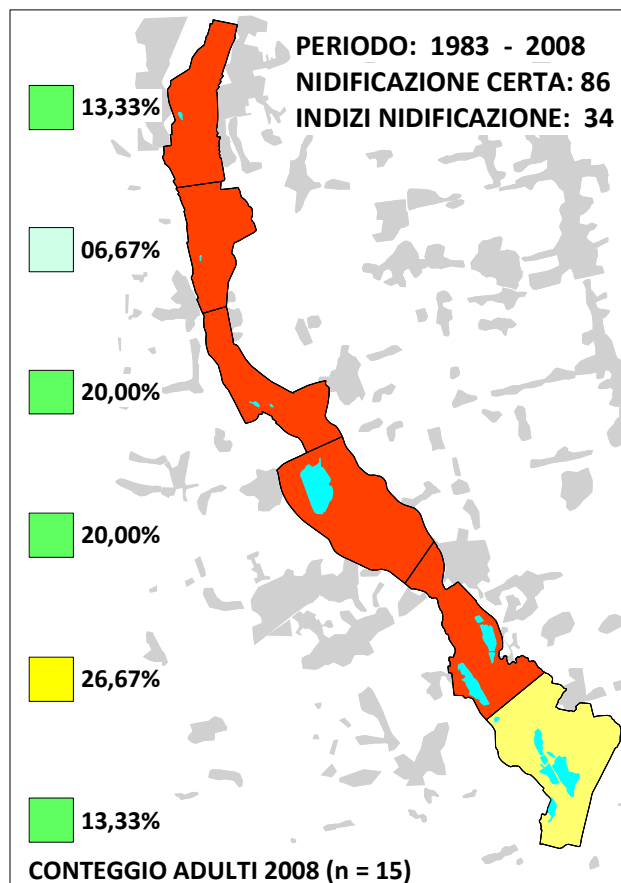 PERIODO: 1983 - 2008
NIDIFICAZIONE CERTA: 86
INDIZI NIDIFICAZIONE: 34
13,33%
06,67%
20,00%
20,00%
26,67%
13,33%
CONTEGGIO ADULTI 2008 (n = 15)